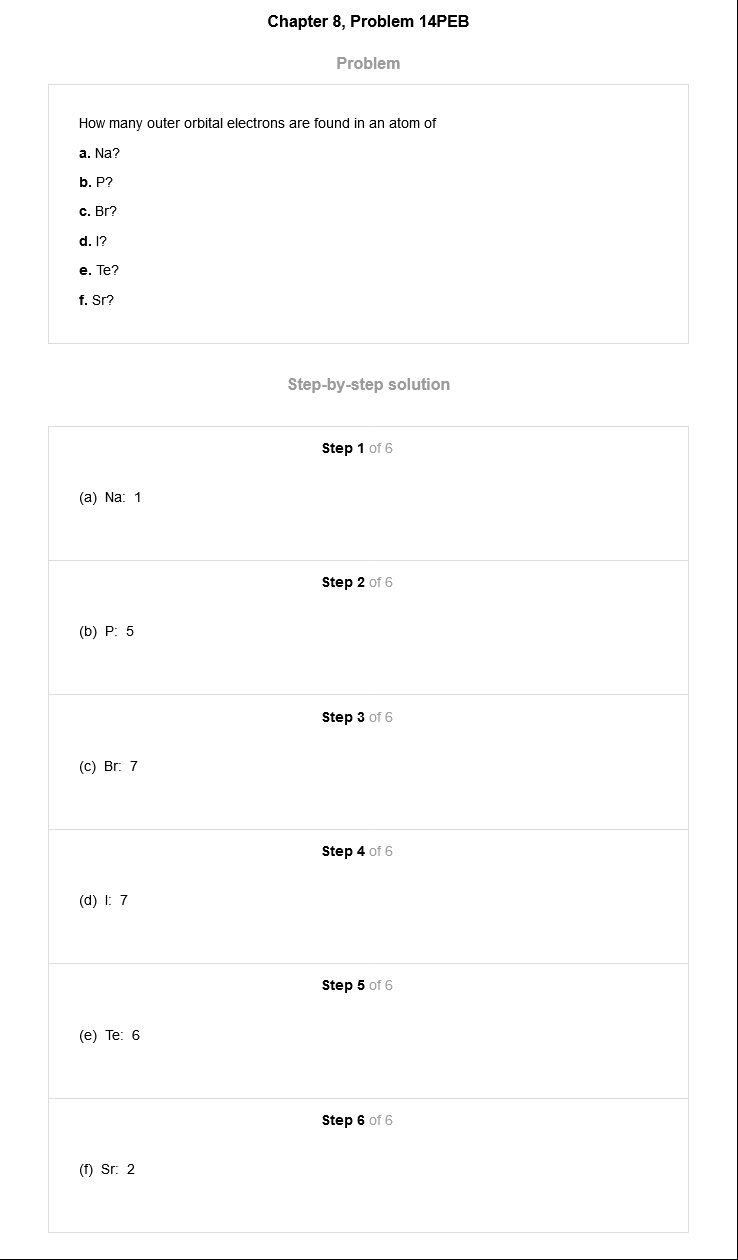 Chapter 8, Problem 14PEB
Problem
How many outer orbital electrons are found in an atom of
a. Na?
b. P?
c. Br?
d. I?
e. Te?
f. Sr?
Step-by-step solution
Step 1 of 6
(a) Na: 1
Step 2 of 6
(b) P: 5
Step 3 of 6
(c) Br: 7
Step 4 of 6
(d) I: 7
Step 5 of 6
(e) Te: 6
Step 6 of 6
(f) Sr: 2